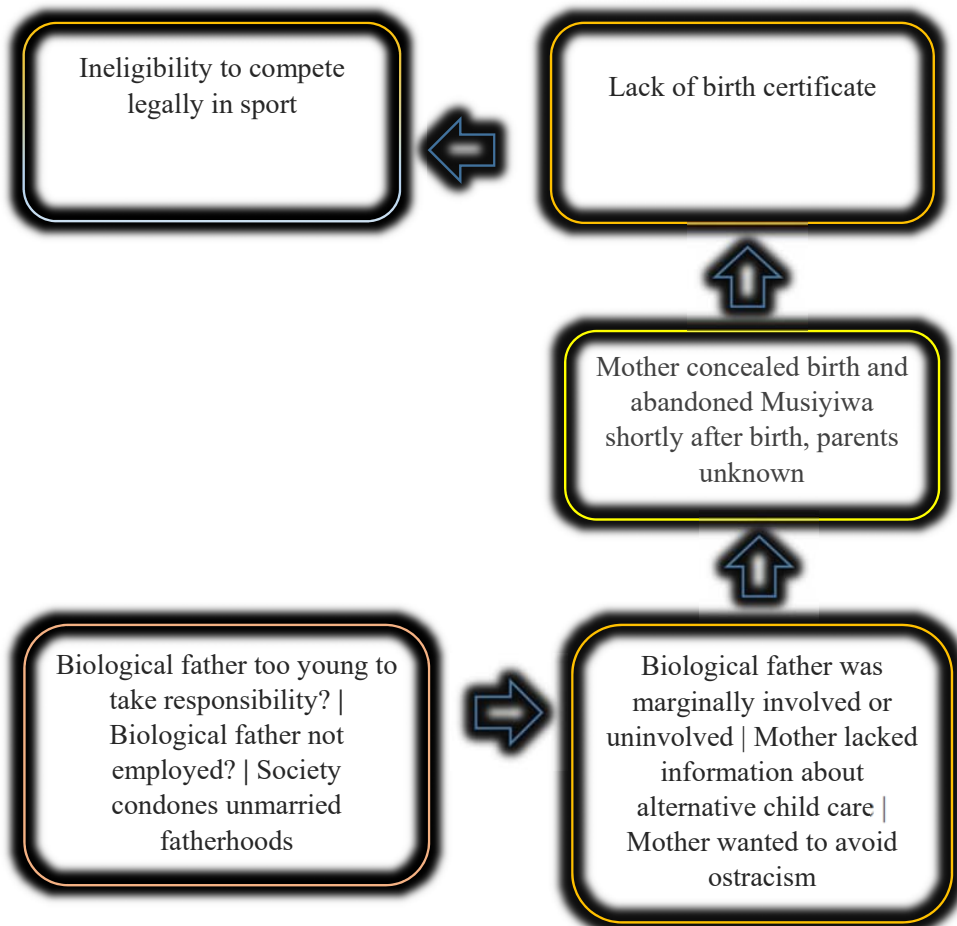 Ineligibility to compete
legally in sport
Lack of birth certificate
Mother concealed birth and
abandoned Musiyiwa
shortly after birth, parents
unknown
Biological father too young to
take responsibility? |
Biological father not
employed? | Society
condones unmarried
fatherhoods
Biological father was
marginally involved or
uninvolved | Mother lacked
information about
alternative child care |
Mother wanted to avoid
ostracism